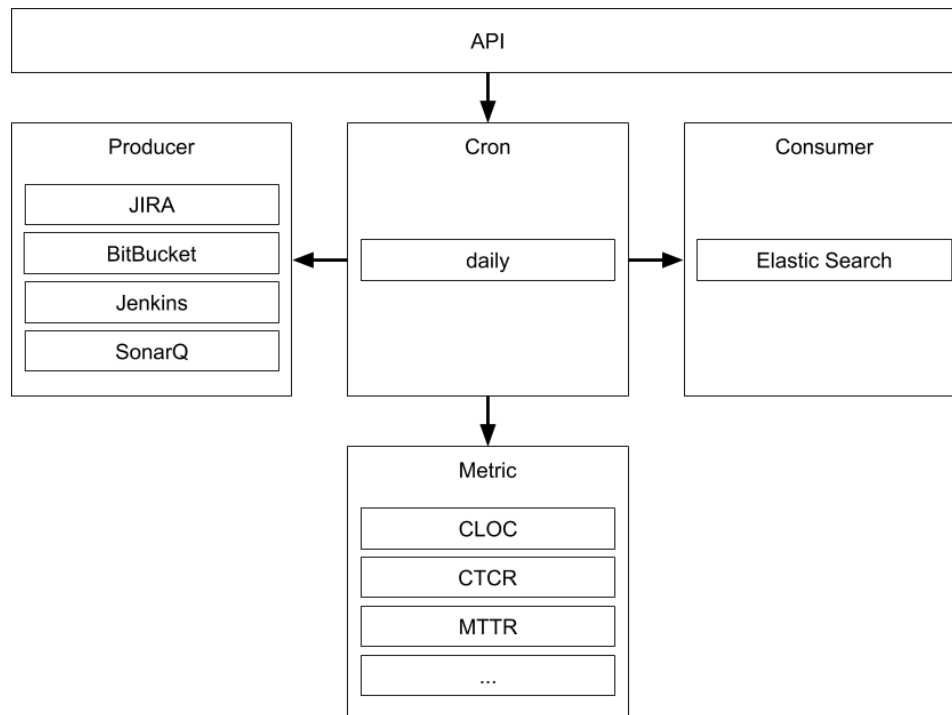 API
Producer
JIRA
BitBucket
Jenkins
SonarQ
Cron
daily
Consumer
Elastic Search
Metric
CLOC
CTCR
MTTR
...